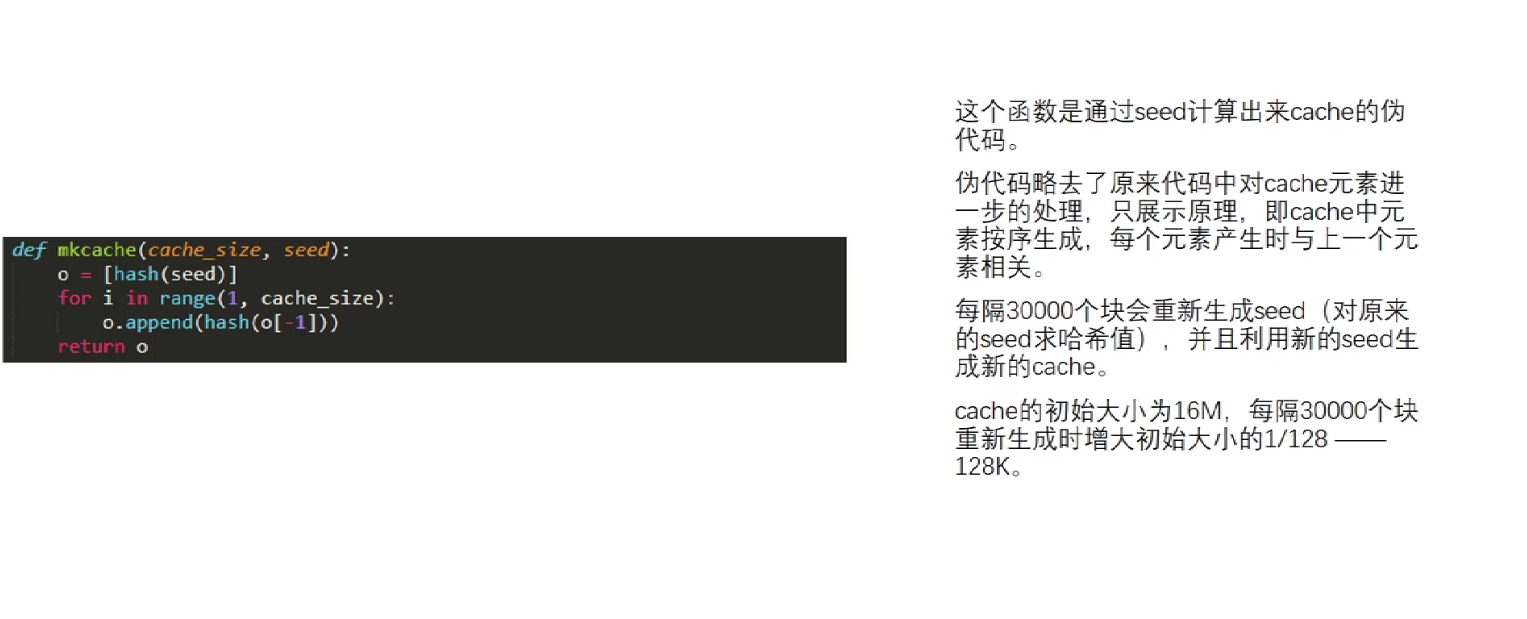 def mkcache(cache_size, seed):
    o = [hash(seed)]
    for i in range(1, cache_size):
        o.append(hash(o[-1]))
    return o
这个函数是通过seed计算出来cache的伪
代码。
伪代码略去了原来代码中对cache元素进
一步的处理，只展示原理，即cache中元
素按序生成，每个元素产生时与上一个元
素相关。
每隔30000个块会重新生成seed（对原来
的seed求哈希值），并且利用新的seed生
成新的cache。
cache的初始大小为16M，每隔30000个块
重新生成时增大初始大小的1/128 ——
128K。